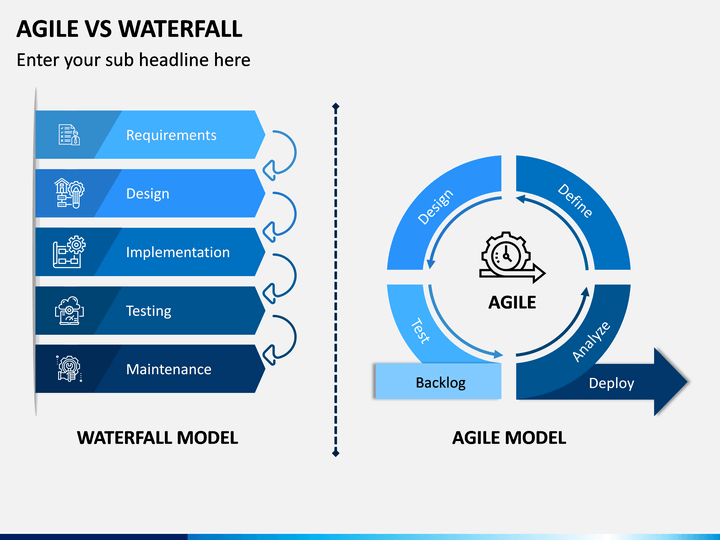 AGILE VS WATERFALL
Enter your sub headline here
Requirements
Design
Implementation
Testing
Maintenance
WATERFALL MODEL
Design
Define
AGILE
Test
Analyze
Backlog
Deploy
AGILE MODEL